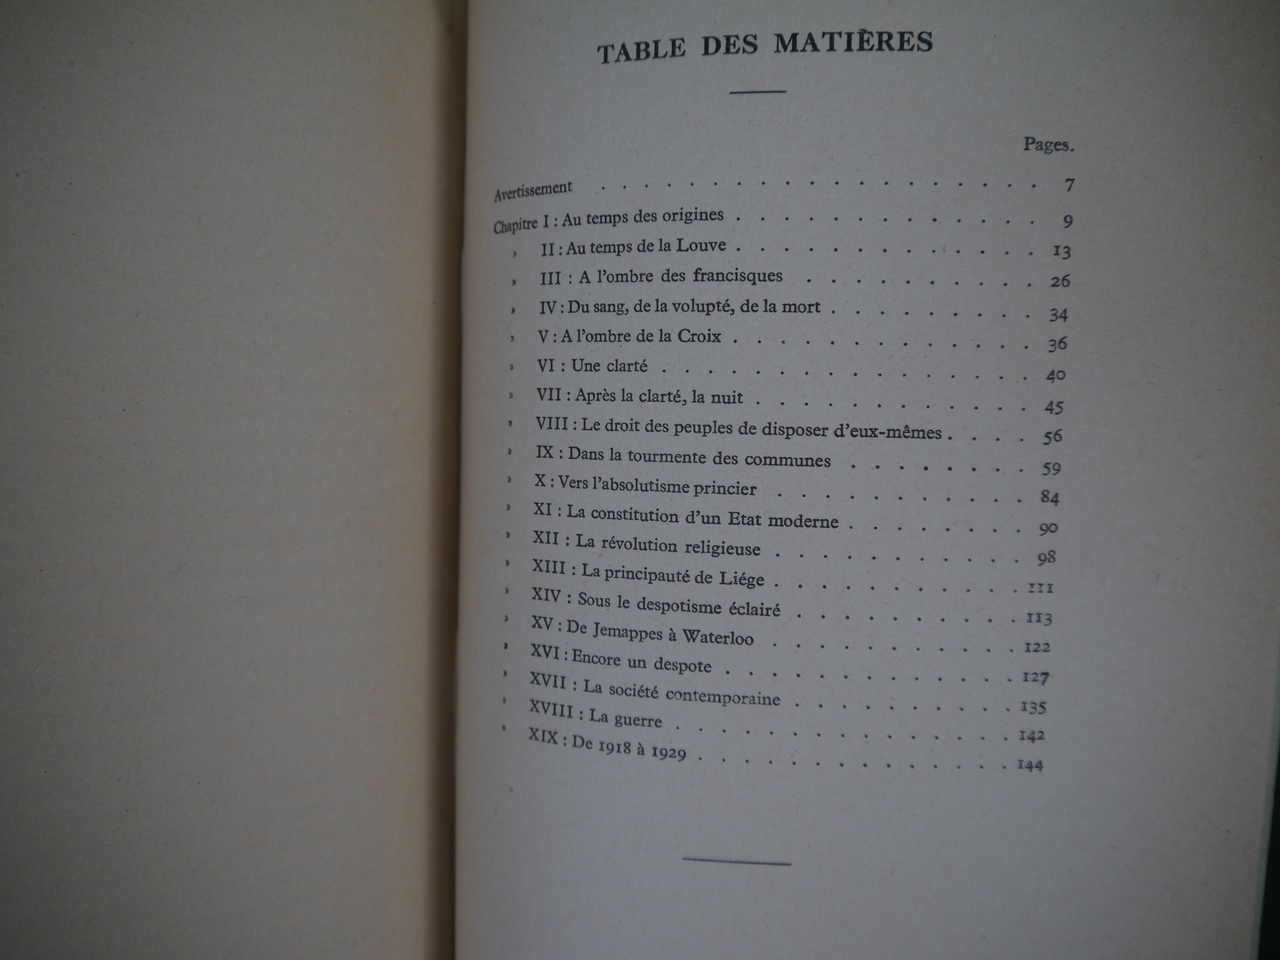 TABLE DES MATIÈRES
Pages.
Avertissement . . . . . . . . . . . . . . . . . . . 7
Chapitre I : Au temps des origines . . . . . . . . . . . . . 9
» II : Au temps de la Louve . . . . . . . . . . . . . 13
» III : A l'ombre des francisques . . . . . . . . . . 26
» IV : Du sang, de la volupté, de la mort . . . . . . . . . 34
» V : A l'ombre de la Croix . . . . . . . . . . . . . 36
» VI : Une clarté . . . . . . . . . . . . . . . . 40
» VII : Après la clarté, la nuit . . . . . . . . . . . . 45
» VIII : Le droit des peuples de disposer d'eux-mêmes . . . . 56
» IX : Dans la tourmente des communes . . . . . . . . 59
» X : Vers l'absolutisme princier . . . . . . . . . . . 84
» XI : La constitution d'un Etat moderne . . . . . . . . 90
» XII : La révolution religieuse . . . . . . . . . . . 98
» XIII : La principauté de Liége . . . . . . . . . . . 111
» XIV : Sous le despotisme éclairé . . . . . . . . . . 113
» XV : De Jemappes à Waterloo . . . . . . . . . . . 122
» XVI : Encore un despote . . . . . . . . . . . . . 127
» XVII : La société contemporaine . . . . . . . . . . 135
» XVIII : La guerre . . . . . . . . . . . . . . . 142
» XIX : De 1918 à 1929 . . . . . . . . . . . . . . 144